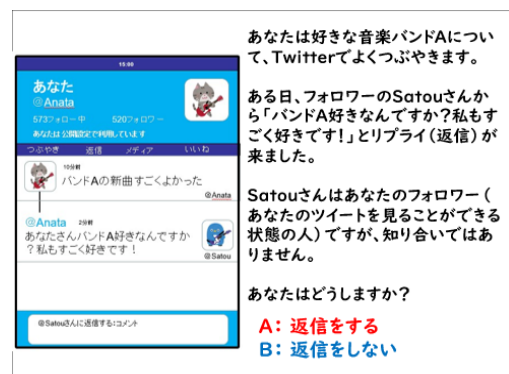 15:00
あなた
@Anata
573フォロー中 520フォロワー
あなたは公開設定で利用しています
つぶやき 返信 メディア いいね
10分前
バンドAの新曲すごくよかった
@Anata
@Anata 2分前
あなたさんバンドA好きなんですか
？私もすごく好きです！
@Satou
@Satouさんに返信する:コメント
あなたは好きな音楽バンドAについ
て、Twitterでよくつぶやきます。
ある日、フォロワーのSatouさんか
ら「バンドA好きなんですか？私もす
ごく好きです！」とリプライ（返信）が
来ました。
Satouさんはあなたのフォロワー（
あなたのツイートを見ることができる
状態の人）ですが、知り合いではあ
りません。
あなたはどうしますか？
A： 返信をする
B： 返信をしない